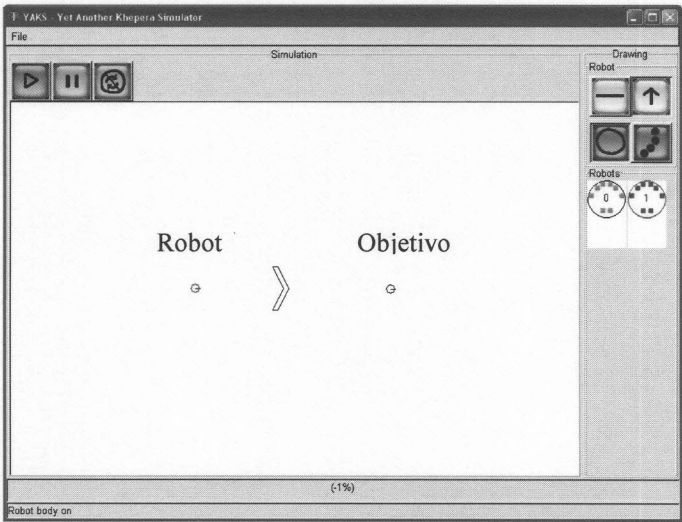 YAKS - Yet Another Khepera Simulator
File
Simulation
Drawing
Robot
Robots
0 1
Robot Objetivo
(-1%)
Robot body on